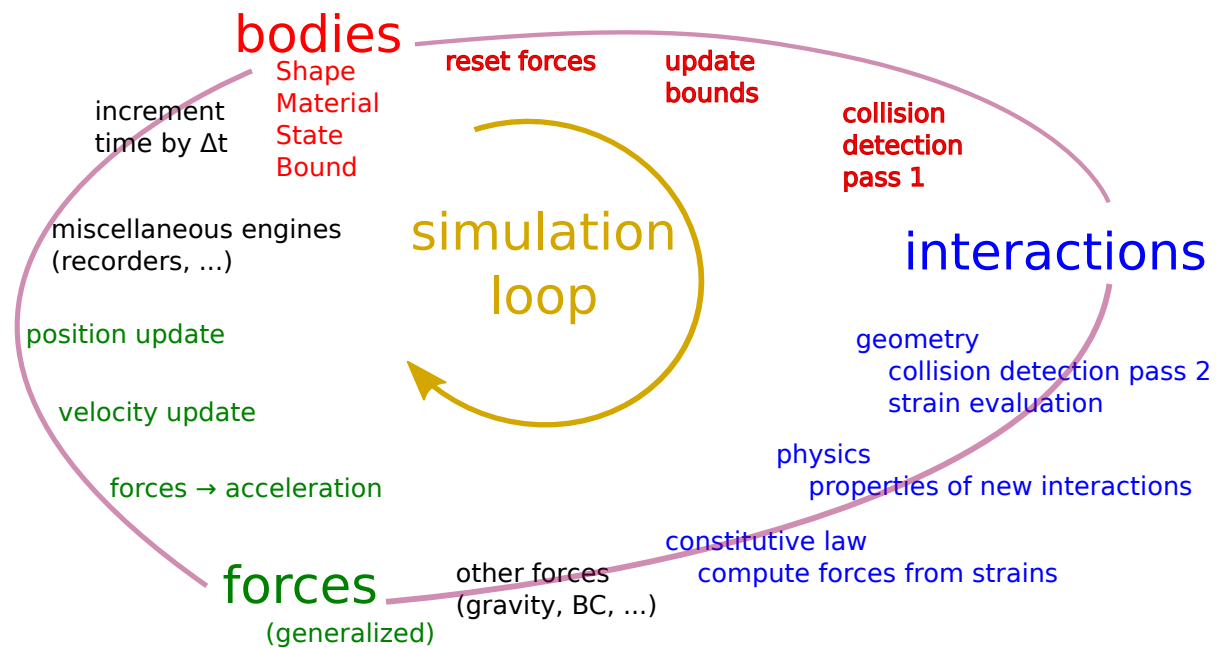 bodies
Shape
Material
State
Bound
reset forces
update
bounds
collision
detection
pass 1
interactions
geometry
collision detection pass 2
strain evaluation
physics
properties of new interactions
constitutive law
compute forces from strains
other forces
(gravity, BC, ...)
forces
(generalized)
forces → acceleration
velocity update
position update
miscellaneous engines
(recorders, ...)
increment
time by Δt
simulation
loop